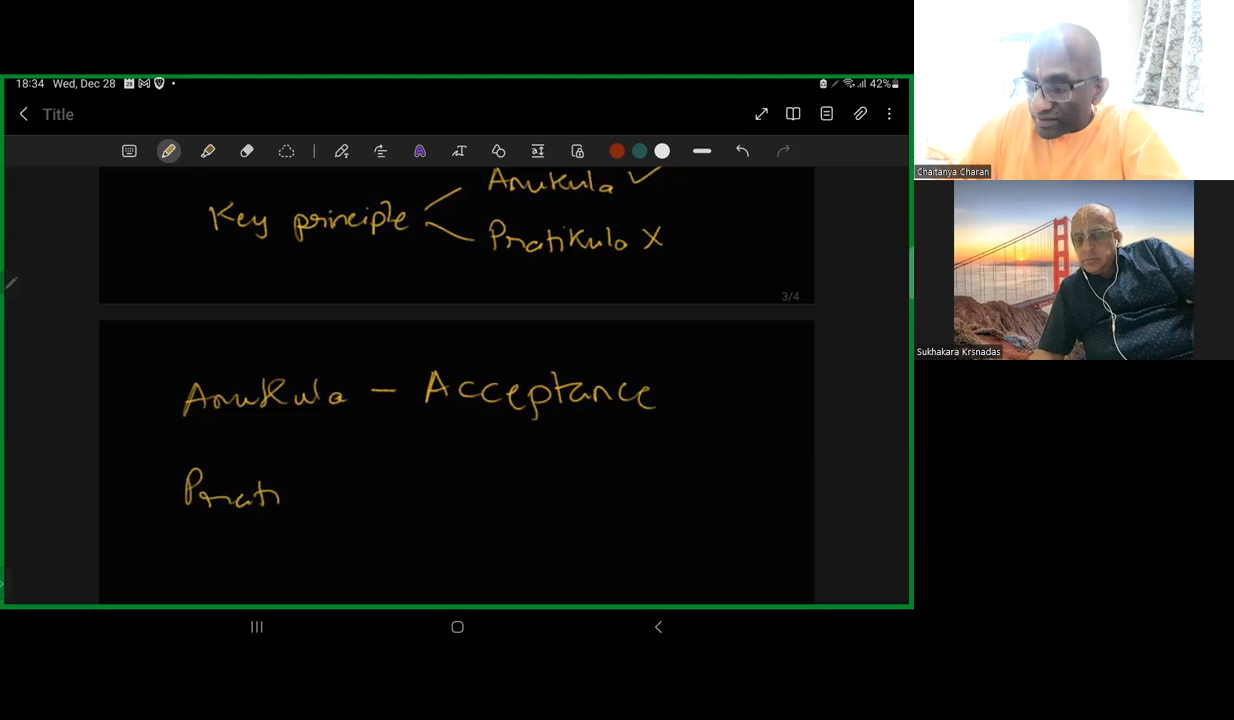 18:34 Wed, Dec 28
42%
Title
Chaitanya Charan
Anukula ✓
Key principle
Pratikula X
3/4
Sukhakara Krsnadas
Anukula – Acceptance
Prati